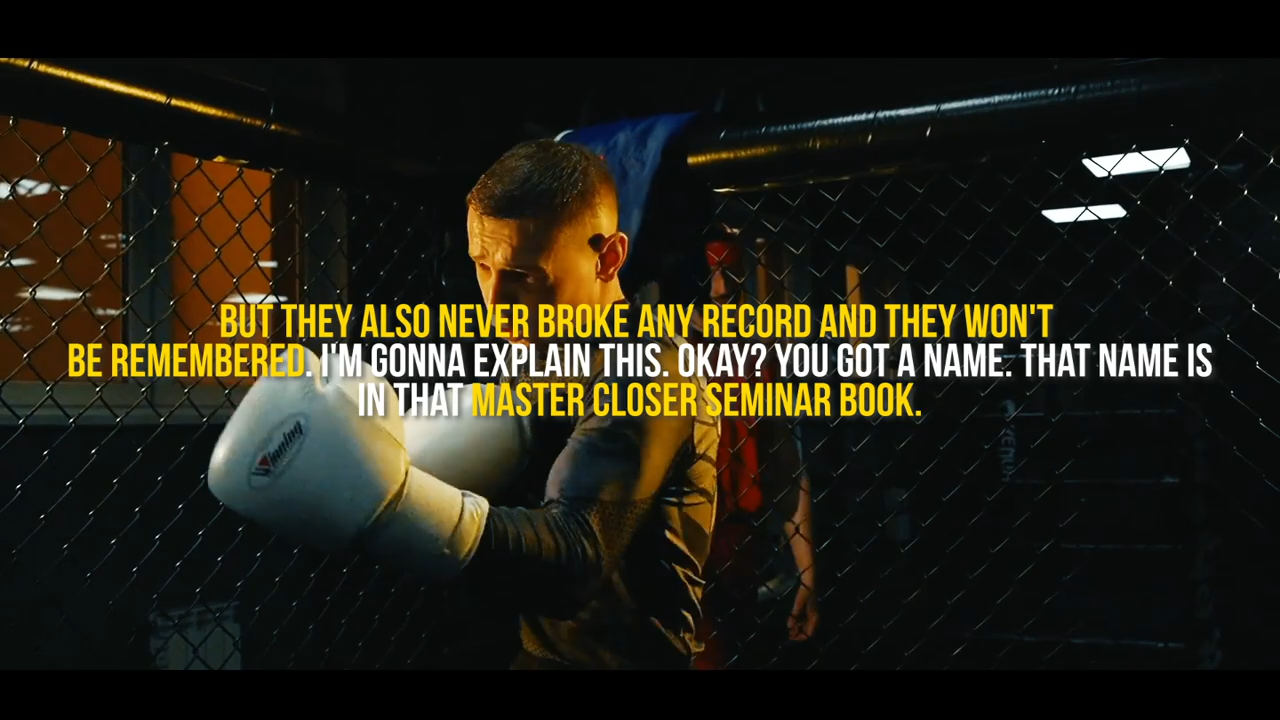 BUT THEY ALSO NEVER BROKE ANY RECORD AND THEY WON'T
BE REMEMBERED. I'M GONNA EXPLAIN THIS. OKAY? YOU GOT A NAME. THAT NAME IS
IN THAT MASTER CLOSER SEMINAR BOOK.
Winning